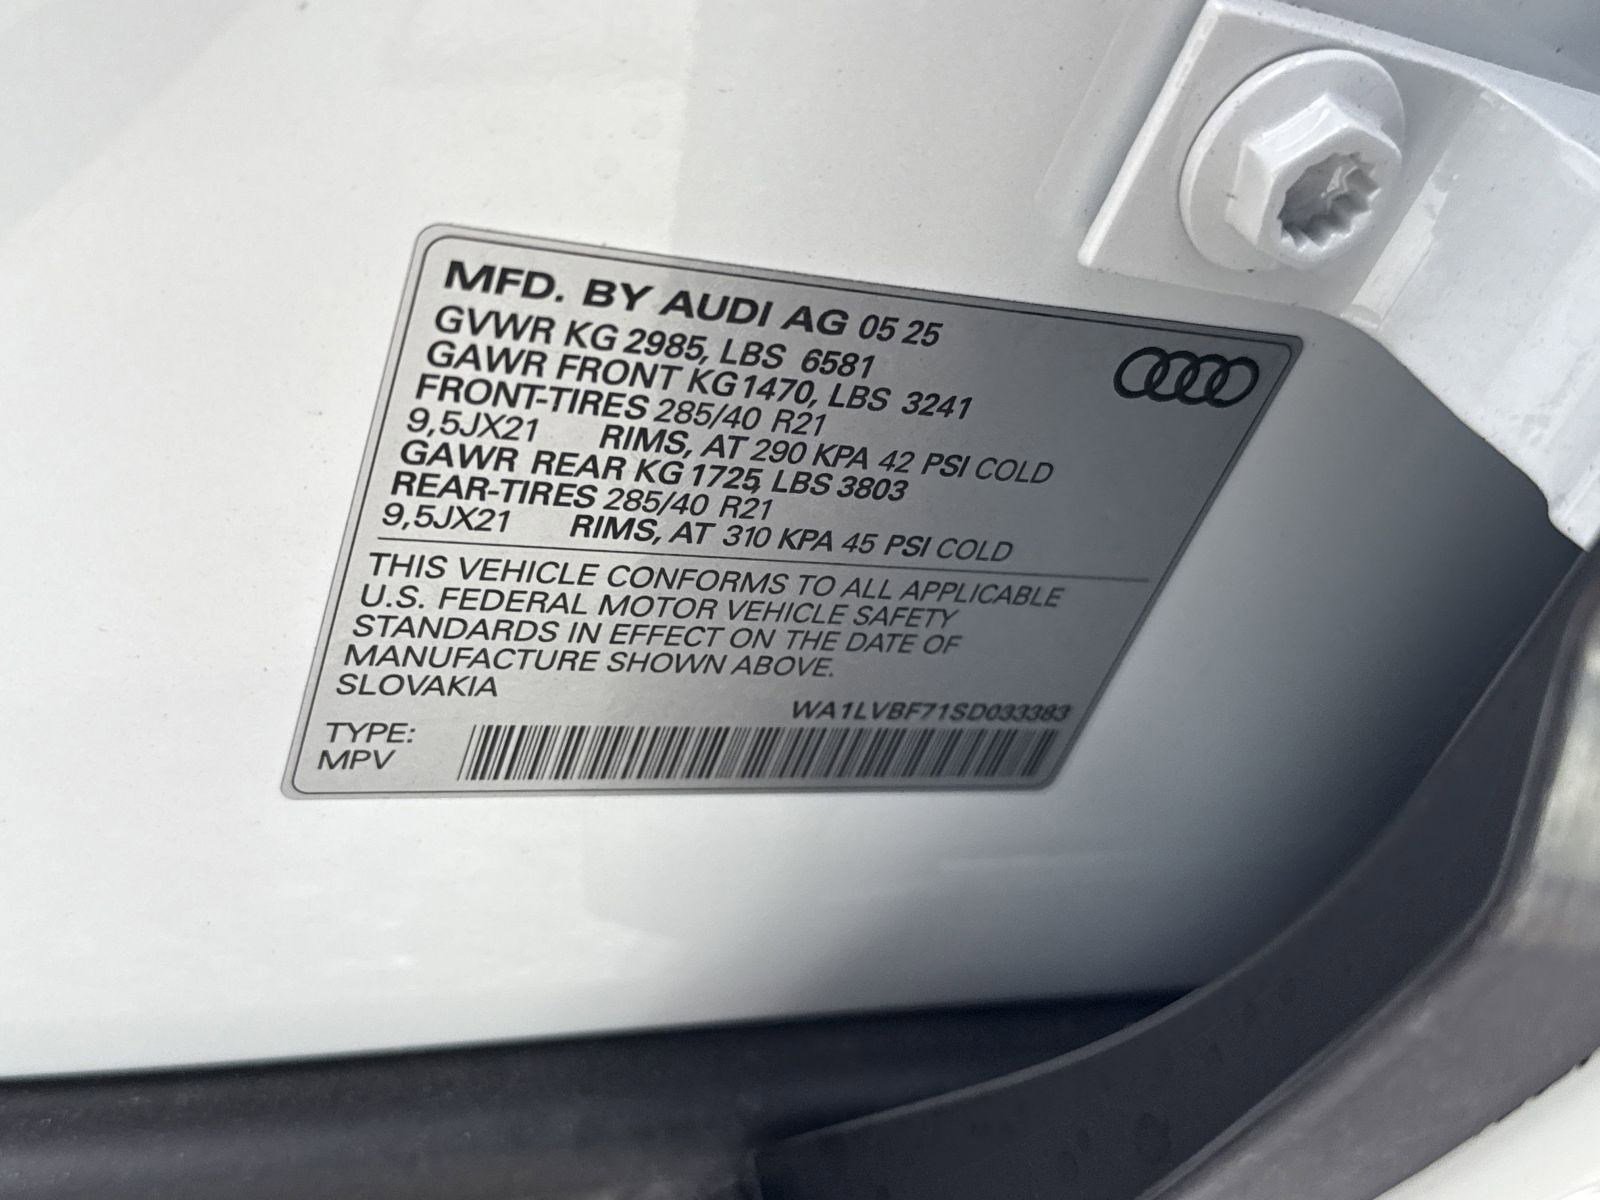 MFD. BY AUDI AG 05 25
GVWR KG 2985, LBS 6581
GAWR FRONT KG 1470, LBS 3241
FRONT-TIRES 285/40 R21
9,5JX21 RIMS, AT 290 KPA 42 PSI COLD
GAWR REAR KG 1725, LBS 3803
REAR-TIRES 285/40 R21
9,5JX21 RIMS, AT 310 KPA 45 PSI COLD
THIS VEHICLE CONFORMS TO ALL APPLICABLE
U.S. FEDERAL MOTOR VEHICLE SAFETY
STANDARDS IN EFFECT ON THE DATE OF
MANUFACTURE SHOWN ABOVE.
SLOVAKIA
WA1LVBF71SD033383
TYPE:
MPV